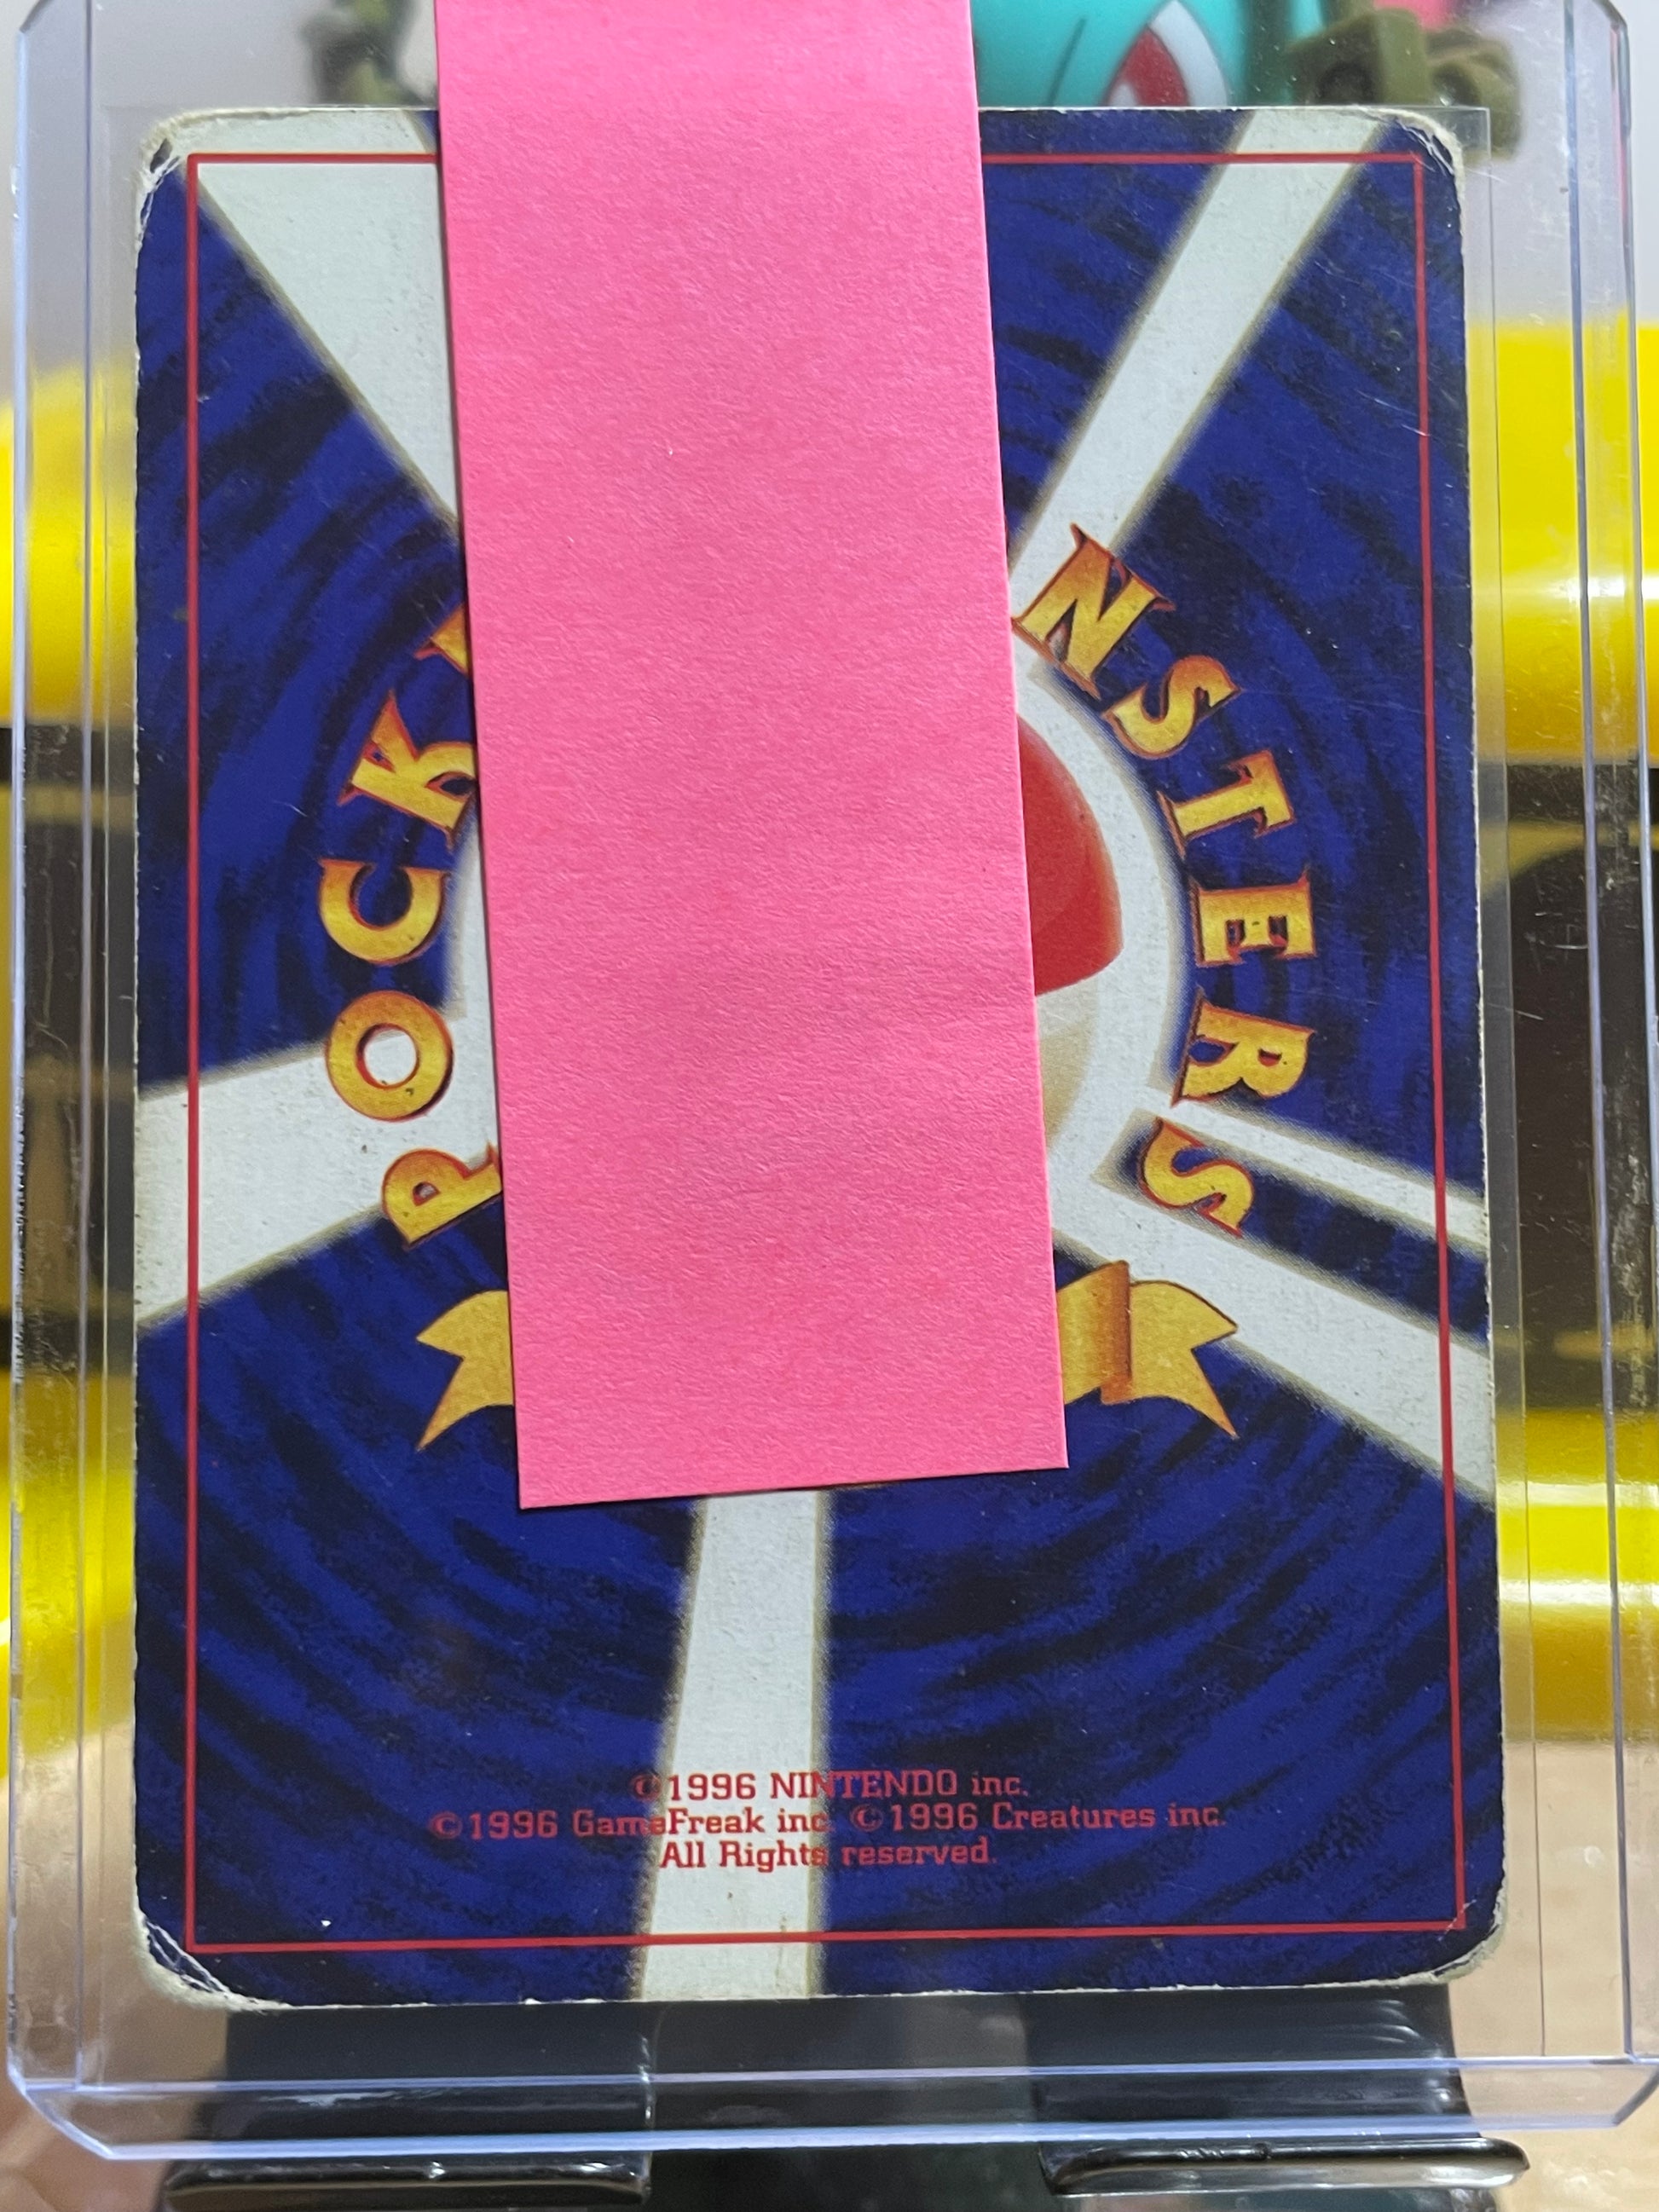 POCK
NSTERS
©1996 NINTENDO inc.
©1996 GameFreak inc. ©1996 Creatures inc.
All Rights reserved.